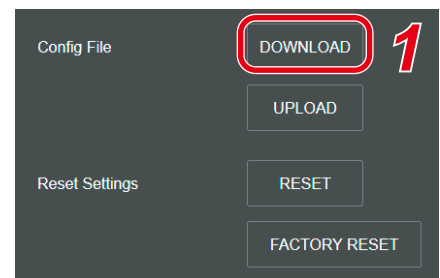 Config File
DOWNLOAD
1
UPLOAD
Reset Settings
RESET
FACTORY RESET